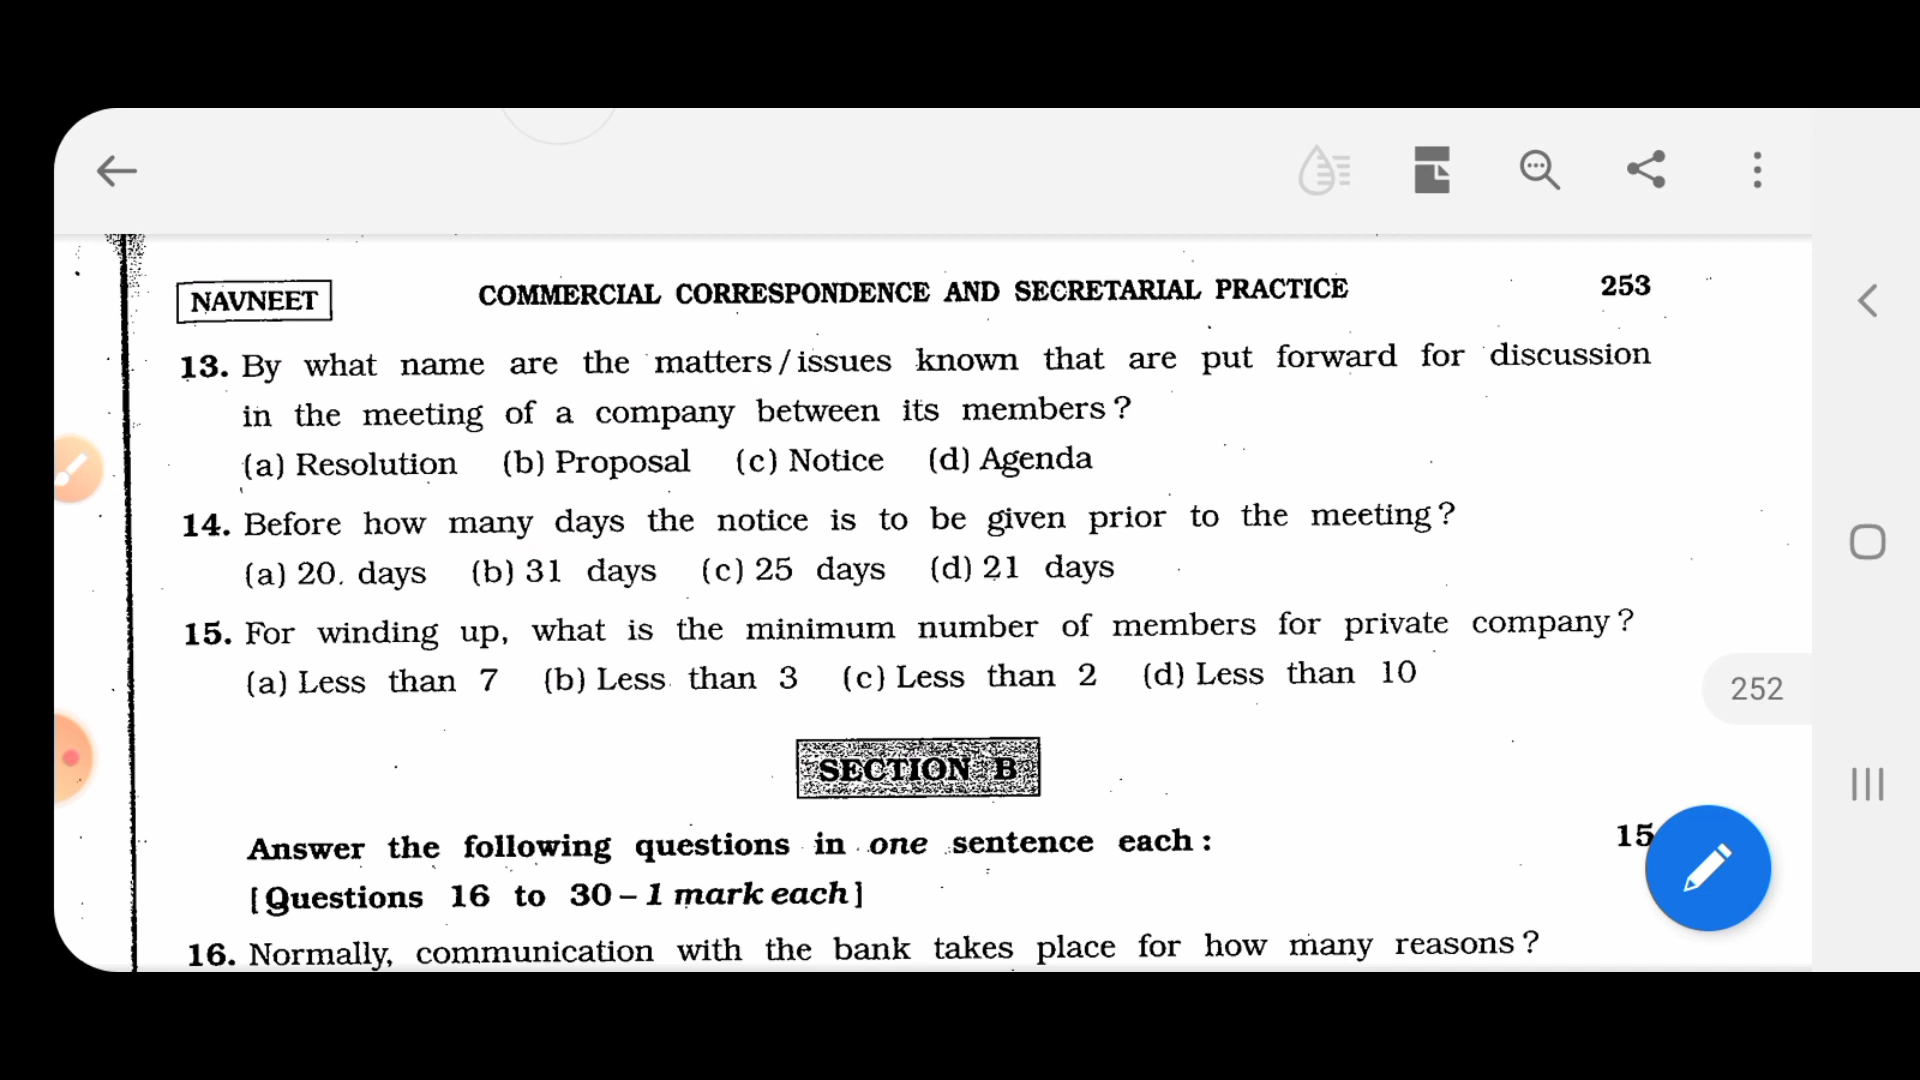 NAVNEET COMMERCIAL CORRESPONDENCE AND SECRETARIAL PRACTICE 253
13. By what name are the matters/issues known that are put forward for discussion
in the meeting of a company between its members?
(a) Resolution (b) Proposal (c) Notice (d) Agenda
14. Before how many days the notice is to be given prior to the meeting?
(a) 20. days (b) 31 days (c) 25 days (d) 21 days
15. For winding up, what is the minimum number of members for private company?
(a) Less than 7 (b) Less than 3 (c) Less than 2 (d) Less than 10
252
SECTION B
Answer the following questions in one sentence each: 15
[Questions 16 to 30 – 1 mark each]
16. Normally, communication with the bank takes place for how many reasons?